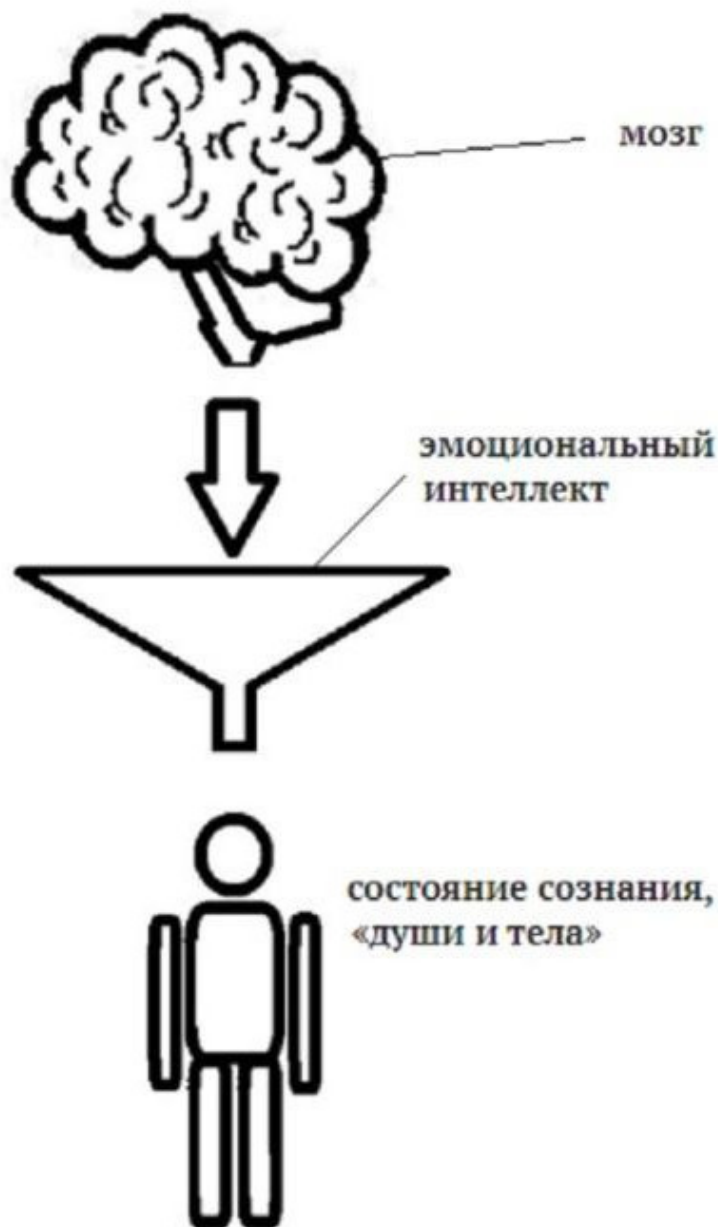 мозг
эмоциональный
интеллект
состояние сознания,
«души и тела»